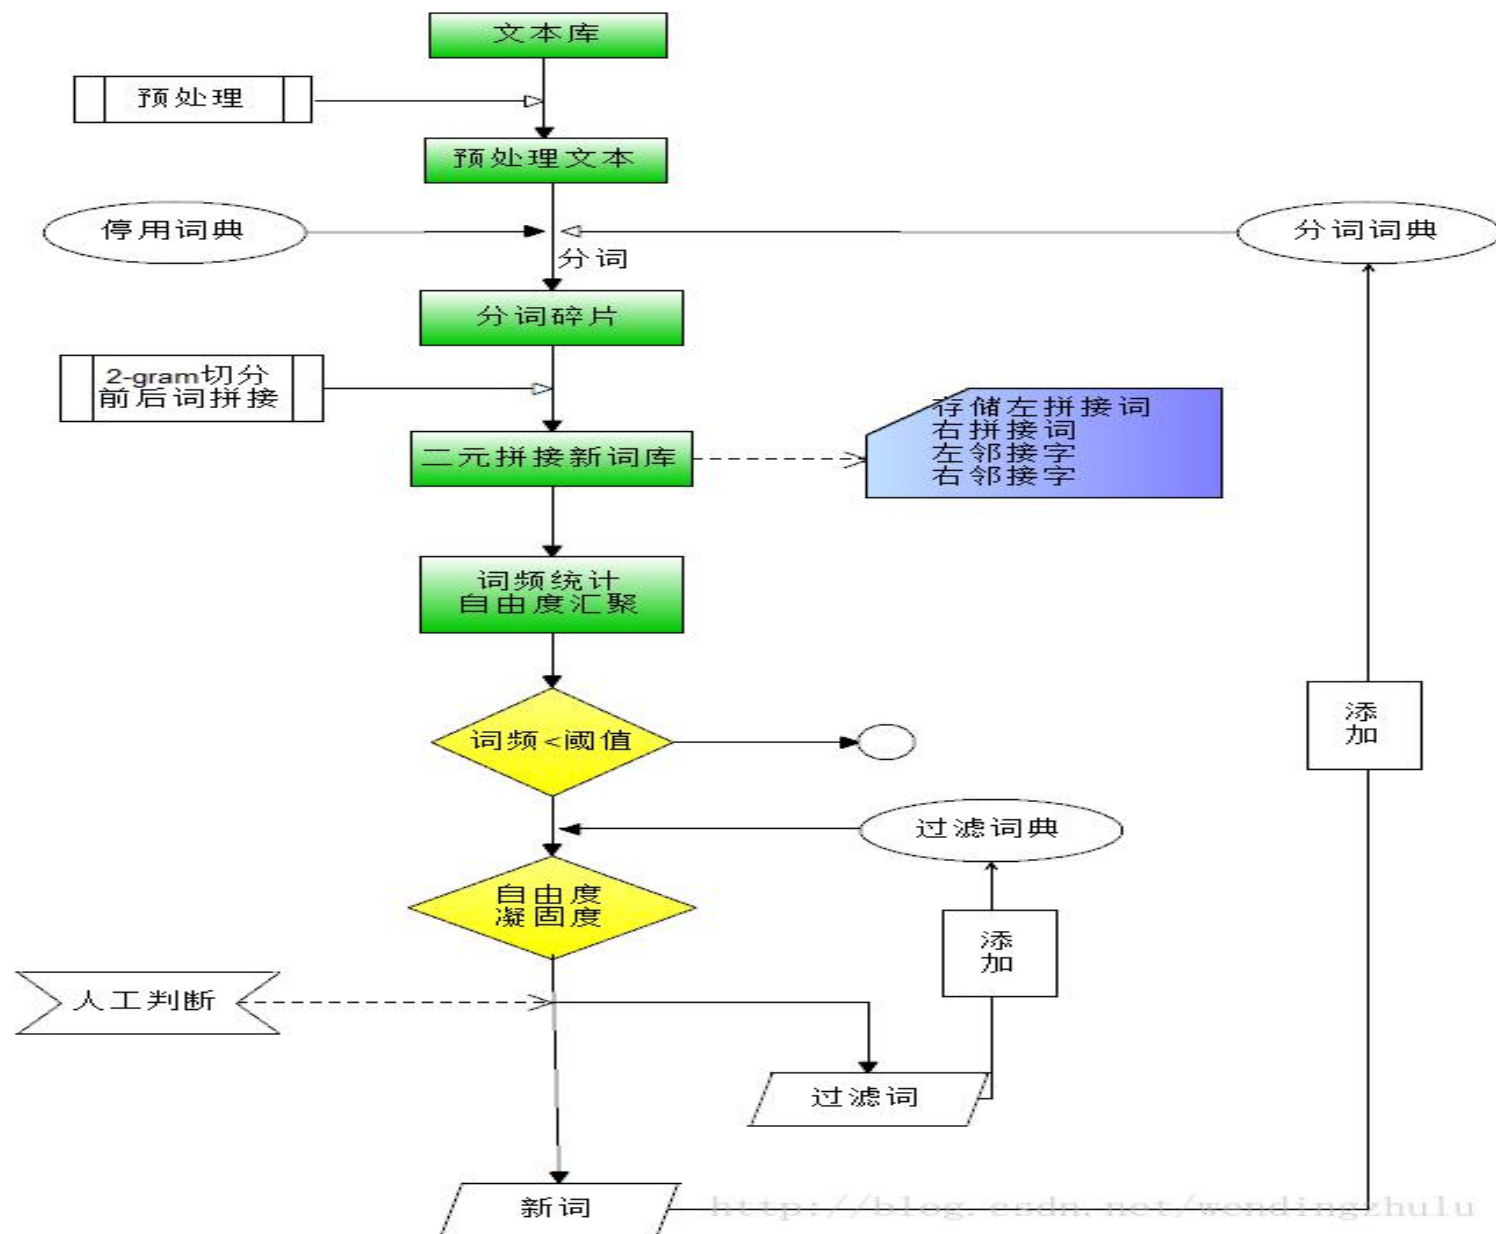 文本库
预处理
预处理文本
停用词典
分词词典
分词
分词碎片
2-gram切分
前后词拼接
存储左拼接词
右拼接词
左邻接字
右邻接字
二元拼接新词库
词频统计
自由度汇聚
词频<阈值
添
加
过滤词典
自由度
凝固度
添
加
人工判断
过滤词
新词
http://blog.csdn.net/wendingzhulu